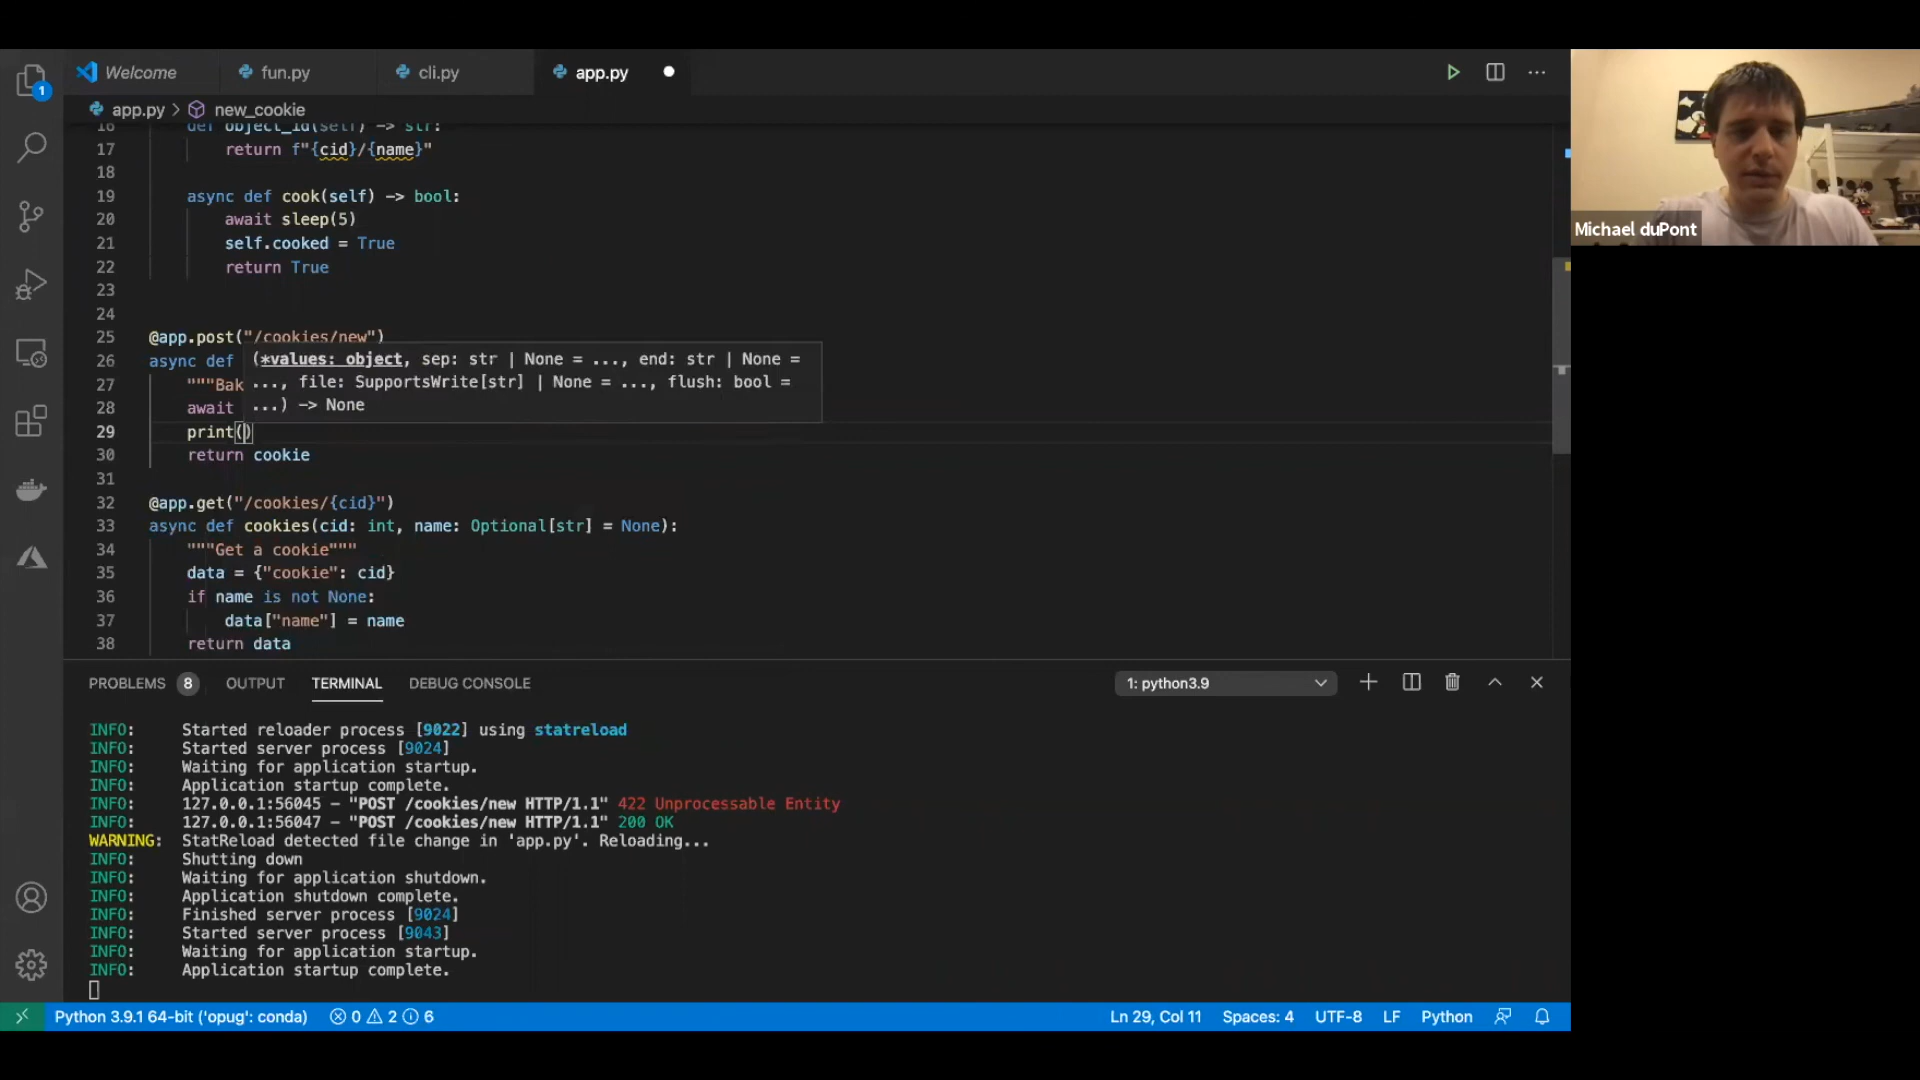 Welcome
fun.py
cli.py
app.py
1
app.py > new_cookie
16 def object_id(self) -> str:
17 return f"{cid}/{name}"
18
19 async def cook(self) -> bool:
20 await sleep(5)
21 self.cooked = True
22 return True
23
24
25 @app.post("/cookies/new")
26 async def
(*values: object, sep: str | None = ..., end: str | None =
..., file: SupportsWrite[str] | None = ..., flush: bool =
...) -> None
27 """Bak
28 await
29 print()
30 return cookie
31
32 @app.get("/cookies/{cid}")
33 async def cookies(cid: int, name: Optional[str] = None):
34 """Get a cookie"""
35 data = {"cookie": cid}
36 if name is not None:
37 data["name"] = name
38 return data
Michael duPont
PROBLEMS 8 OUTPUT TERMINAL DEBUG CONSOLE 1: python3.9
INFO: Started reloader process [9022] using statreload
INFO: Started server process [9024]
INFO: Waiting for application startup.
INFO: Application startup complete.
INFO: 127.0.0.1:56045 - "POST /cookies/new HTTP/1.1" 422 Unprocessable Entity
INFO: 127.0.0.1:56047 - "POST /cookies/new HTTP/1.1" 200 OK
WARNING: StatReload detected file change in 'app.py'. Reloading...
INFO: Shutting down
INFO: Waiting for application shutdown.
INFO: Application shutdown complete.
INFO: Finished server process [9024]
INFO: Started server process [9043]
INFO: Waiting for application startup.
INFO: Application startup complete.
Python 3.9.1 64-bit ('opug': conda) 0 2 6 Ln 29, Col 11 Spaces: 4 UTF-8 LF Python